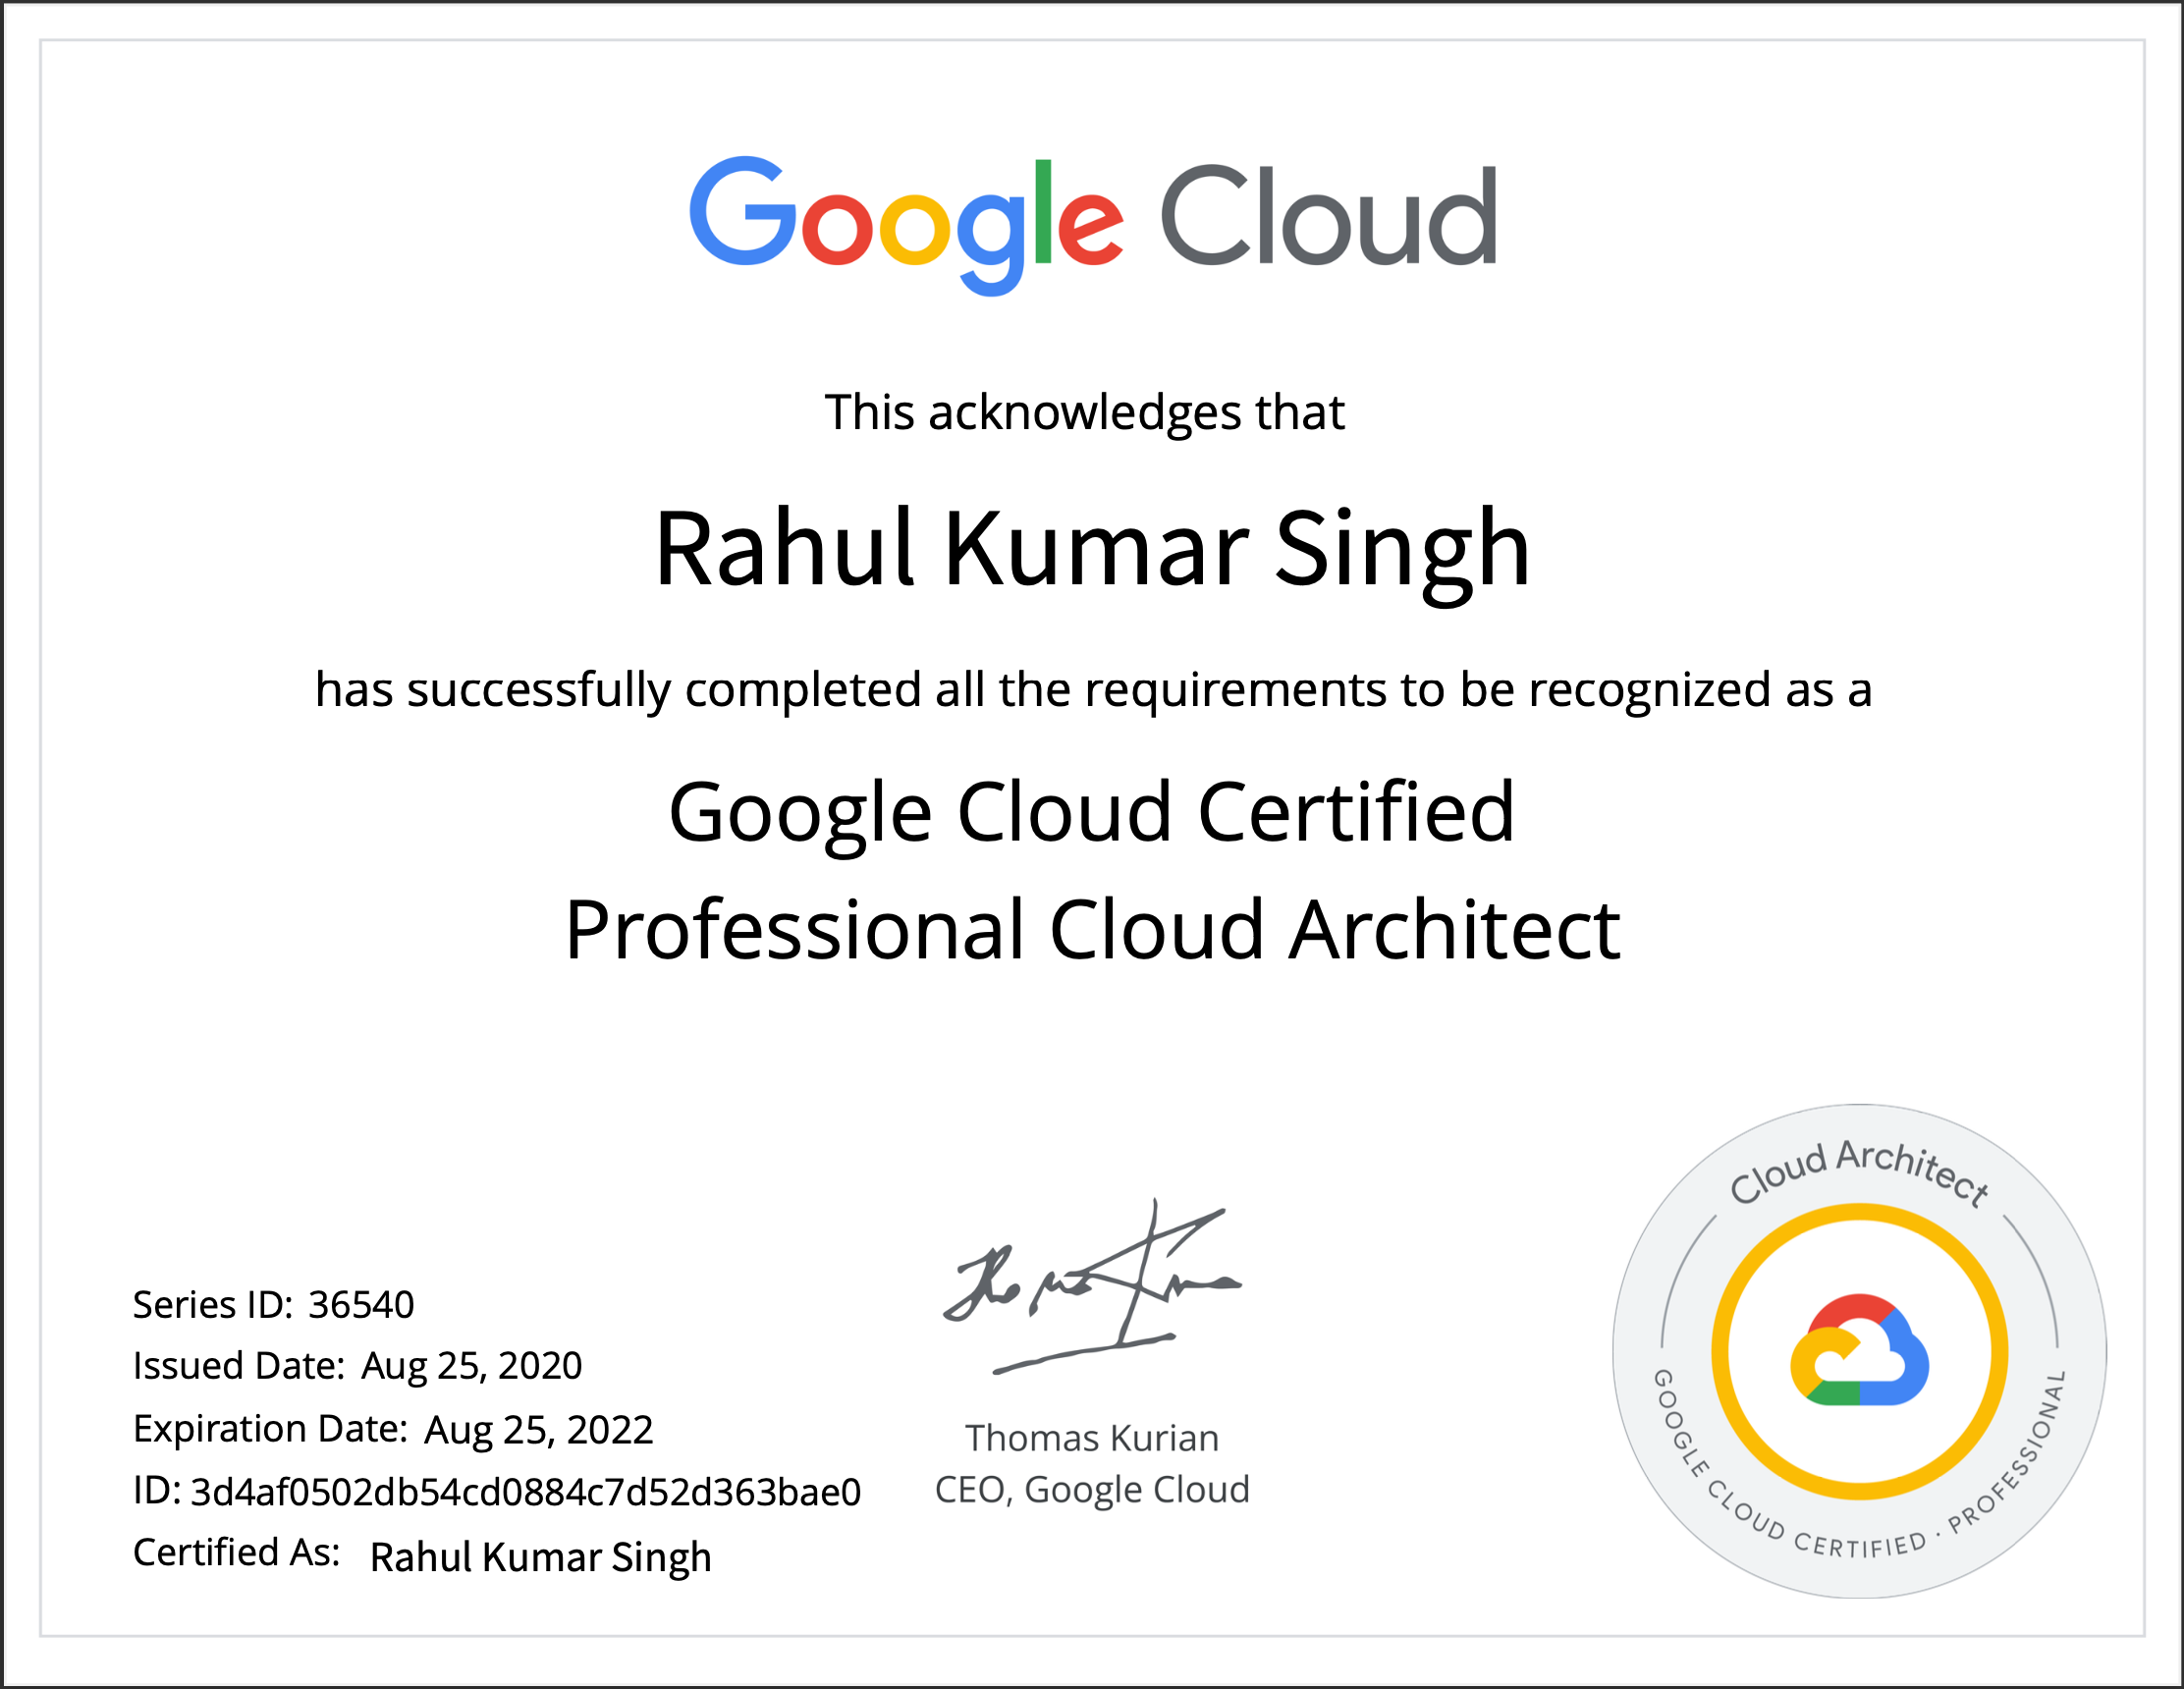 Google Cloud
This acknowledges that
Rahul Kumar Singh
has successfully completed all the requirements to be recognized as a
Google Cloud Certified
Professional Cloud Architect
Series ID: 36540
Issued Date: Aug 25, 2020
Expiration Date: Aug 25, 2022
ID: 3d4af0502db54cd0884c7d52d363bae0
Certified As: Rahul Kumar Singh
Thomas Kurian
CEO, Google Cloud
Cloud Architect
GOOGLE CLOUD CERTIFIED · PROFESSIONAL